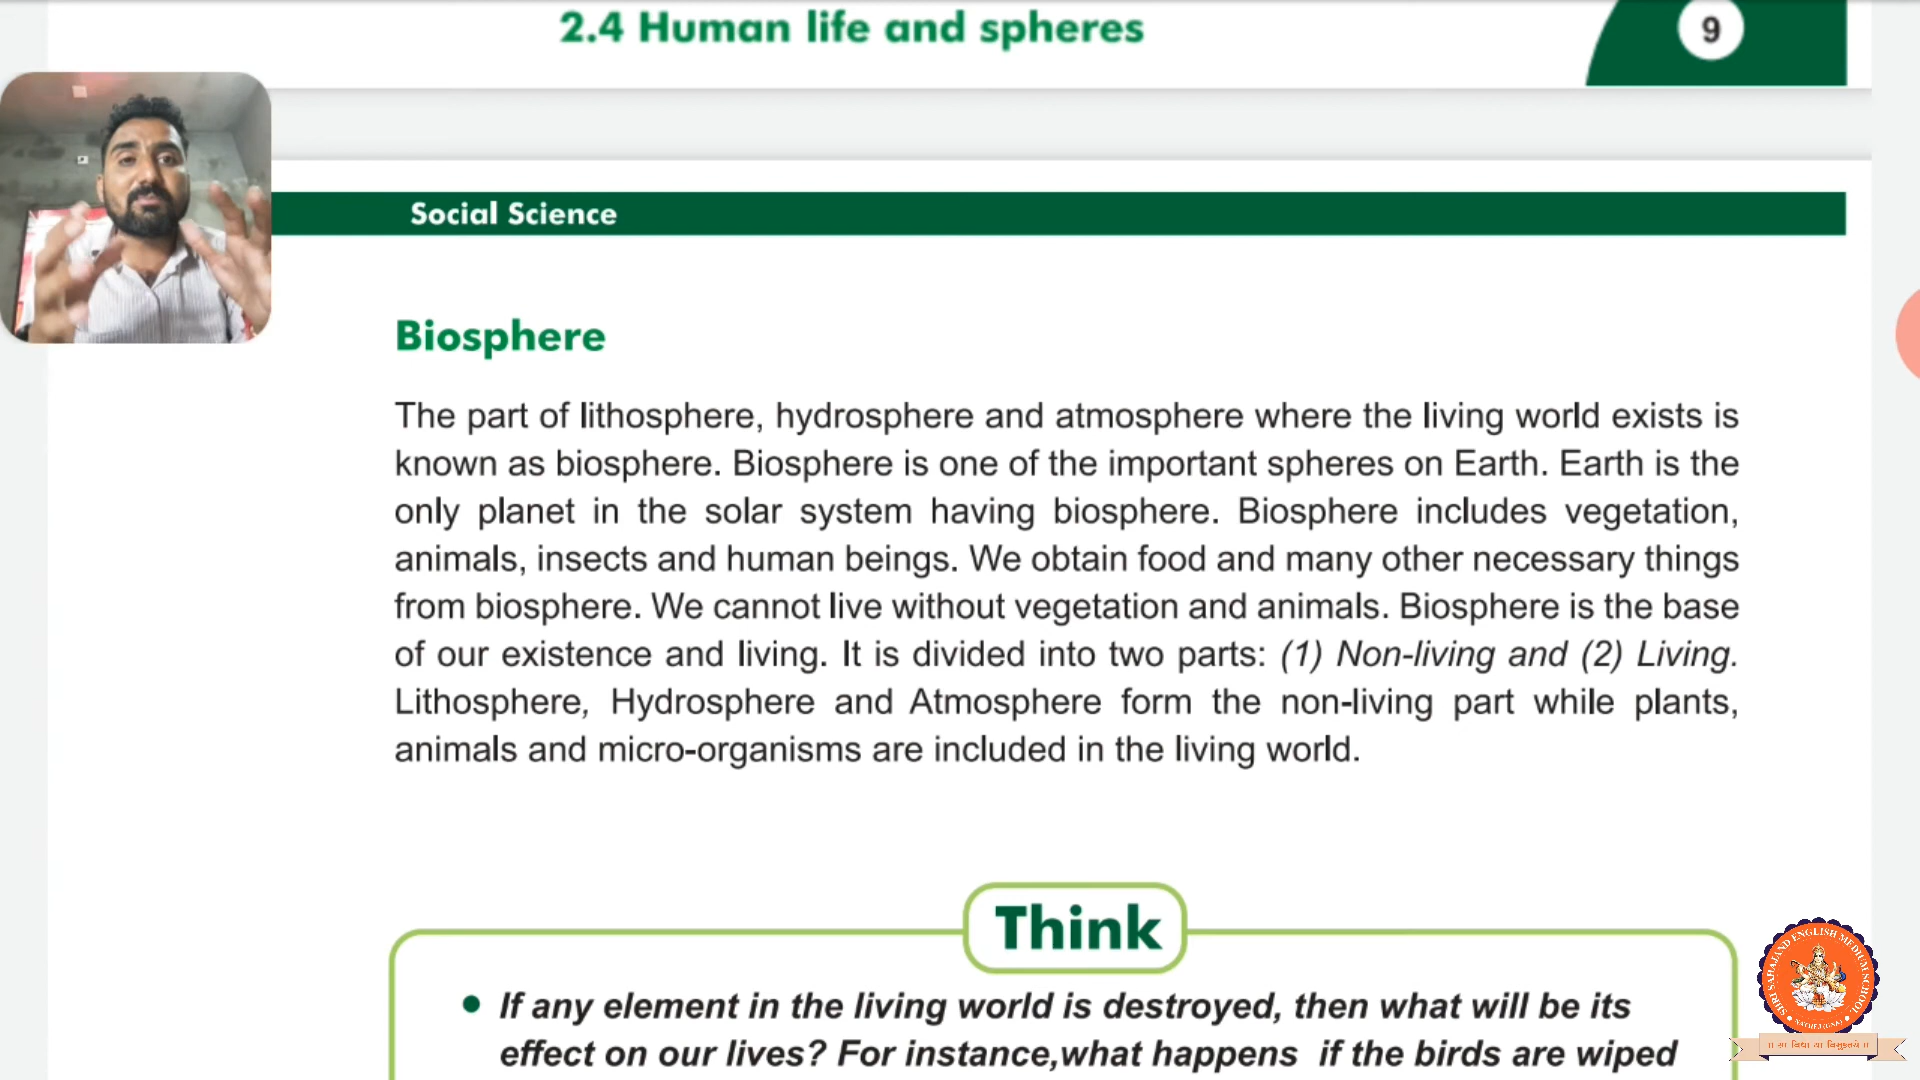 2.4 Human life and spheres
9
Social Science
Biosphere
The part of lithosphere, hydrosphere and atmosphere where the living world exists is
known as biosphere. Biosphere is one of the important spheres on Earth. Earth is the
only planet in the solar system having biosphere. Biosphere includes vegetation,
animals, insects and human beings. We obtain food and many other necessary things
from biosphere. We cannot live without vegetation and animals. Biosphere is the base
of our existence and living. It is divided into two parts: (1) Non-living and (2) Living.
Lithosphere, Hydrosphere and Atmosphere form the non-living part while plants,
animals and micro-organisms are included in the living world.
Think
• If any element in the living world is destroyed, then what will be its
effect on our lives? For instance,what happens if the birds are wiped
SHRI SAHAJANAND ENGLISH MEDIUM SCHOOL
।। सा विद्या या विमुक्तये ।।